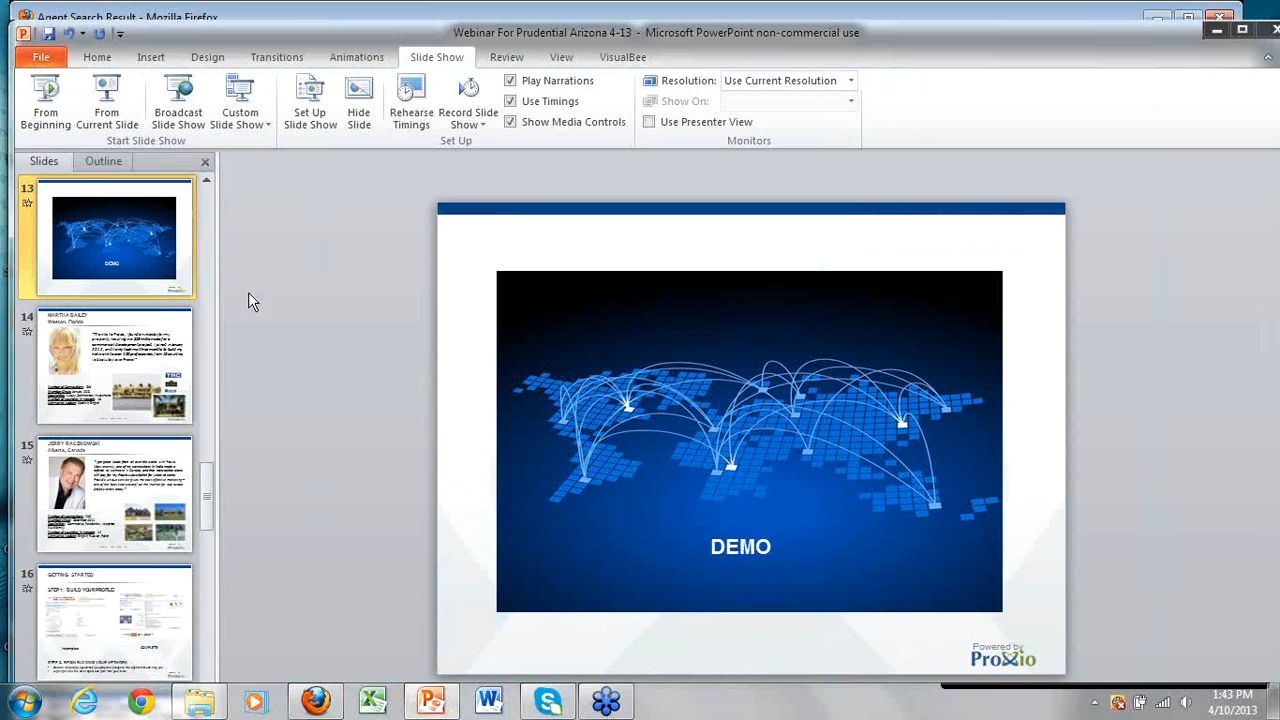 Agent Search Result - Mozilla Firefox
Webinar For Prudential Arizona 4-13 - Microsoft PowerPoint non-commercial use
File Home Insert Design Transitions Animations Slide Show Review View VisualBee
From Beginning
From Current Slide
Broadcast Slide Show
Custom Slide Show
Set Up Slide Show
Hide Slide
Rehearse Timings
Record Slide Show
Play Narrations
Use Timings
Show Media Controls
Resolution: Use Current Resolution
Show On:
Use Presenter View
Start Slide Show
Set Up
Monitors
Slides Outline
13
DEMO
14
MARTHA BAILEY
15
JERRY RACZKOWSKI
Alberta, Canada
16
GETTING STARTED
STEP 1: BUILD YOUR PROFILE!
DEMO
Powered by
Proxio
1:43 PM
4/10/2013